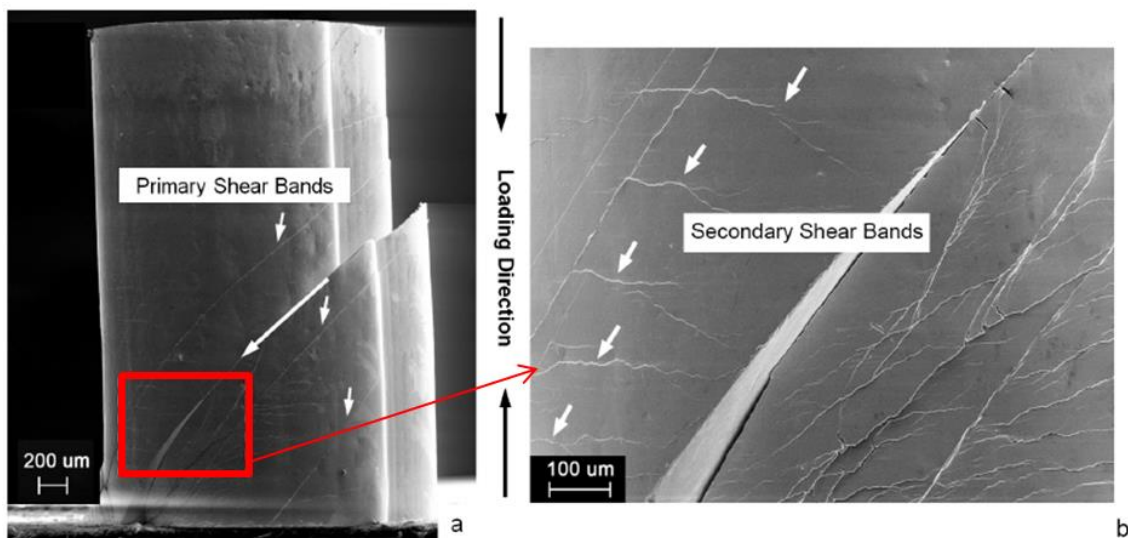 Primary Shear Bands
200 um
a
Loading Direction
Secondary Shear Bands
100 um
b